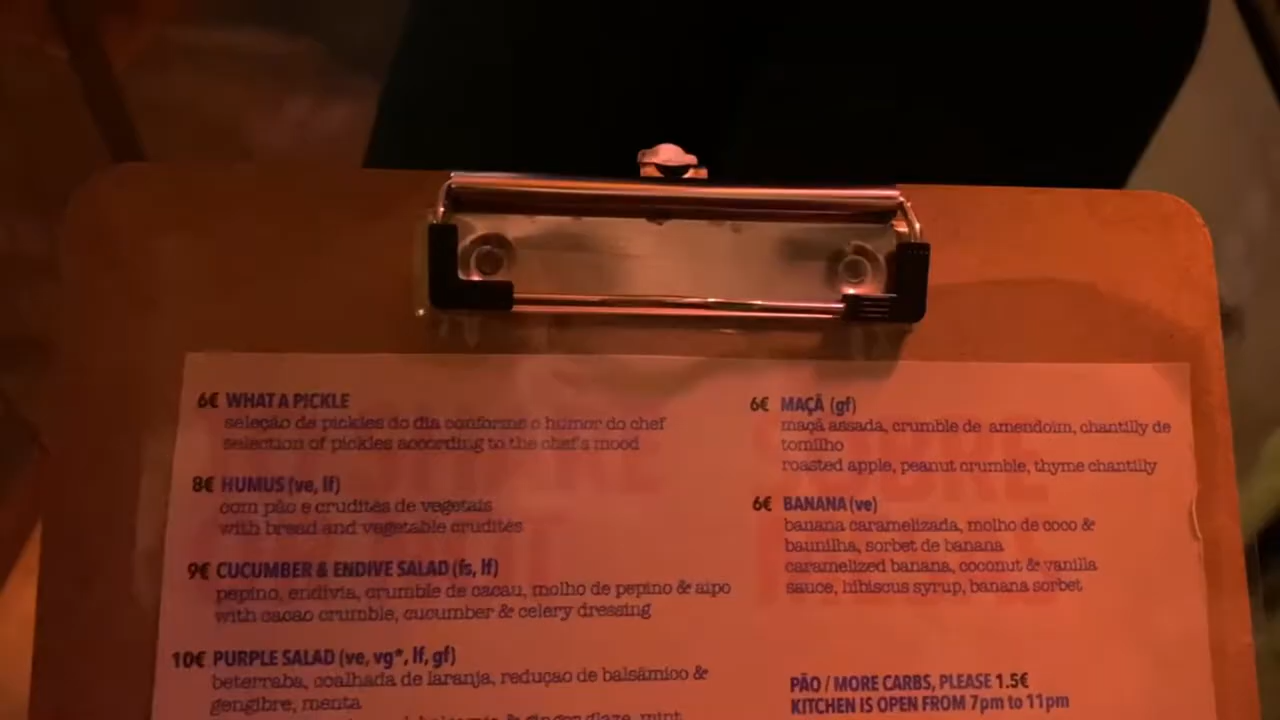 6€ WHAT A PICKLE
seleção de pickles do dia conforme o humor do chef
selection of pickles according to the chef's mood
8€ HUMUS (ve, lf)
com pão e crudités de vegetais
with bread and vegetable crudités
9€ CUCUMBER & ENDIVE SALAD (fs, lf)
pepino, endivia, crumble de cacau, molho de pepino & aipo
with cacao crumble, cucumber & celery dressing
10€ PURPLE SALAD (ve, vg*, lf, gf)
beterraba, coalhada de laranja, redução de balsâmico &
gengibre, menta
& ginger glaze, mint
6€ MAÇÃ (gf)
maçã assada, crumble de amendoim, chantilly de
tomilho
roasted apple, peanut crumble, thyme chantilly
6€ BANANA (ve)
banana caramelizada, molho de coco &
baunilha, sorbet de banana
caramelized banana, coconut & vanilla
sauce, hibiscus syrup, banana sorbet
PÃO / MORE CARBS, PLEASE 1.5€
KITCHEN IS OPEN FROM 7pm to 11pm